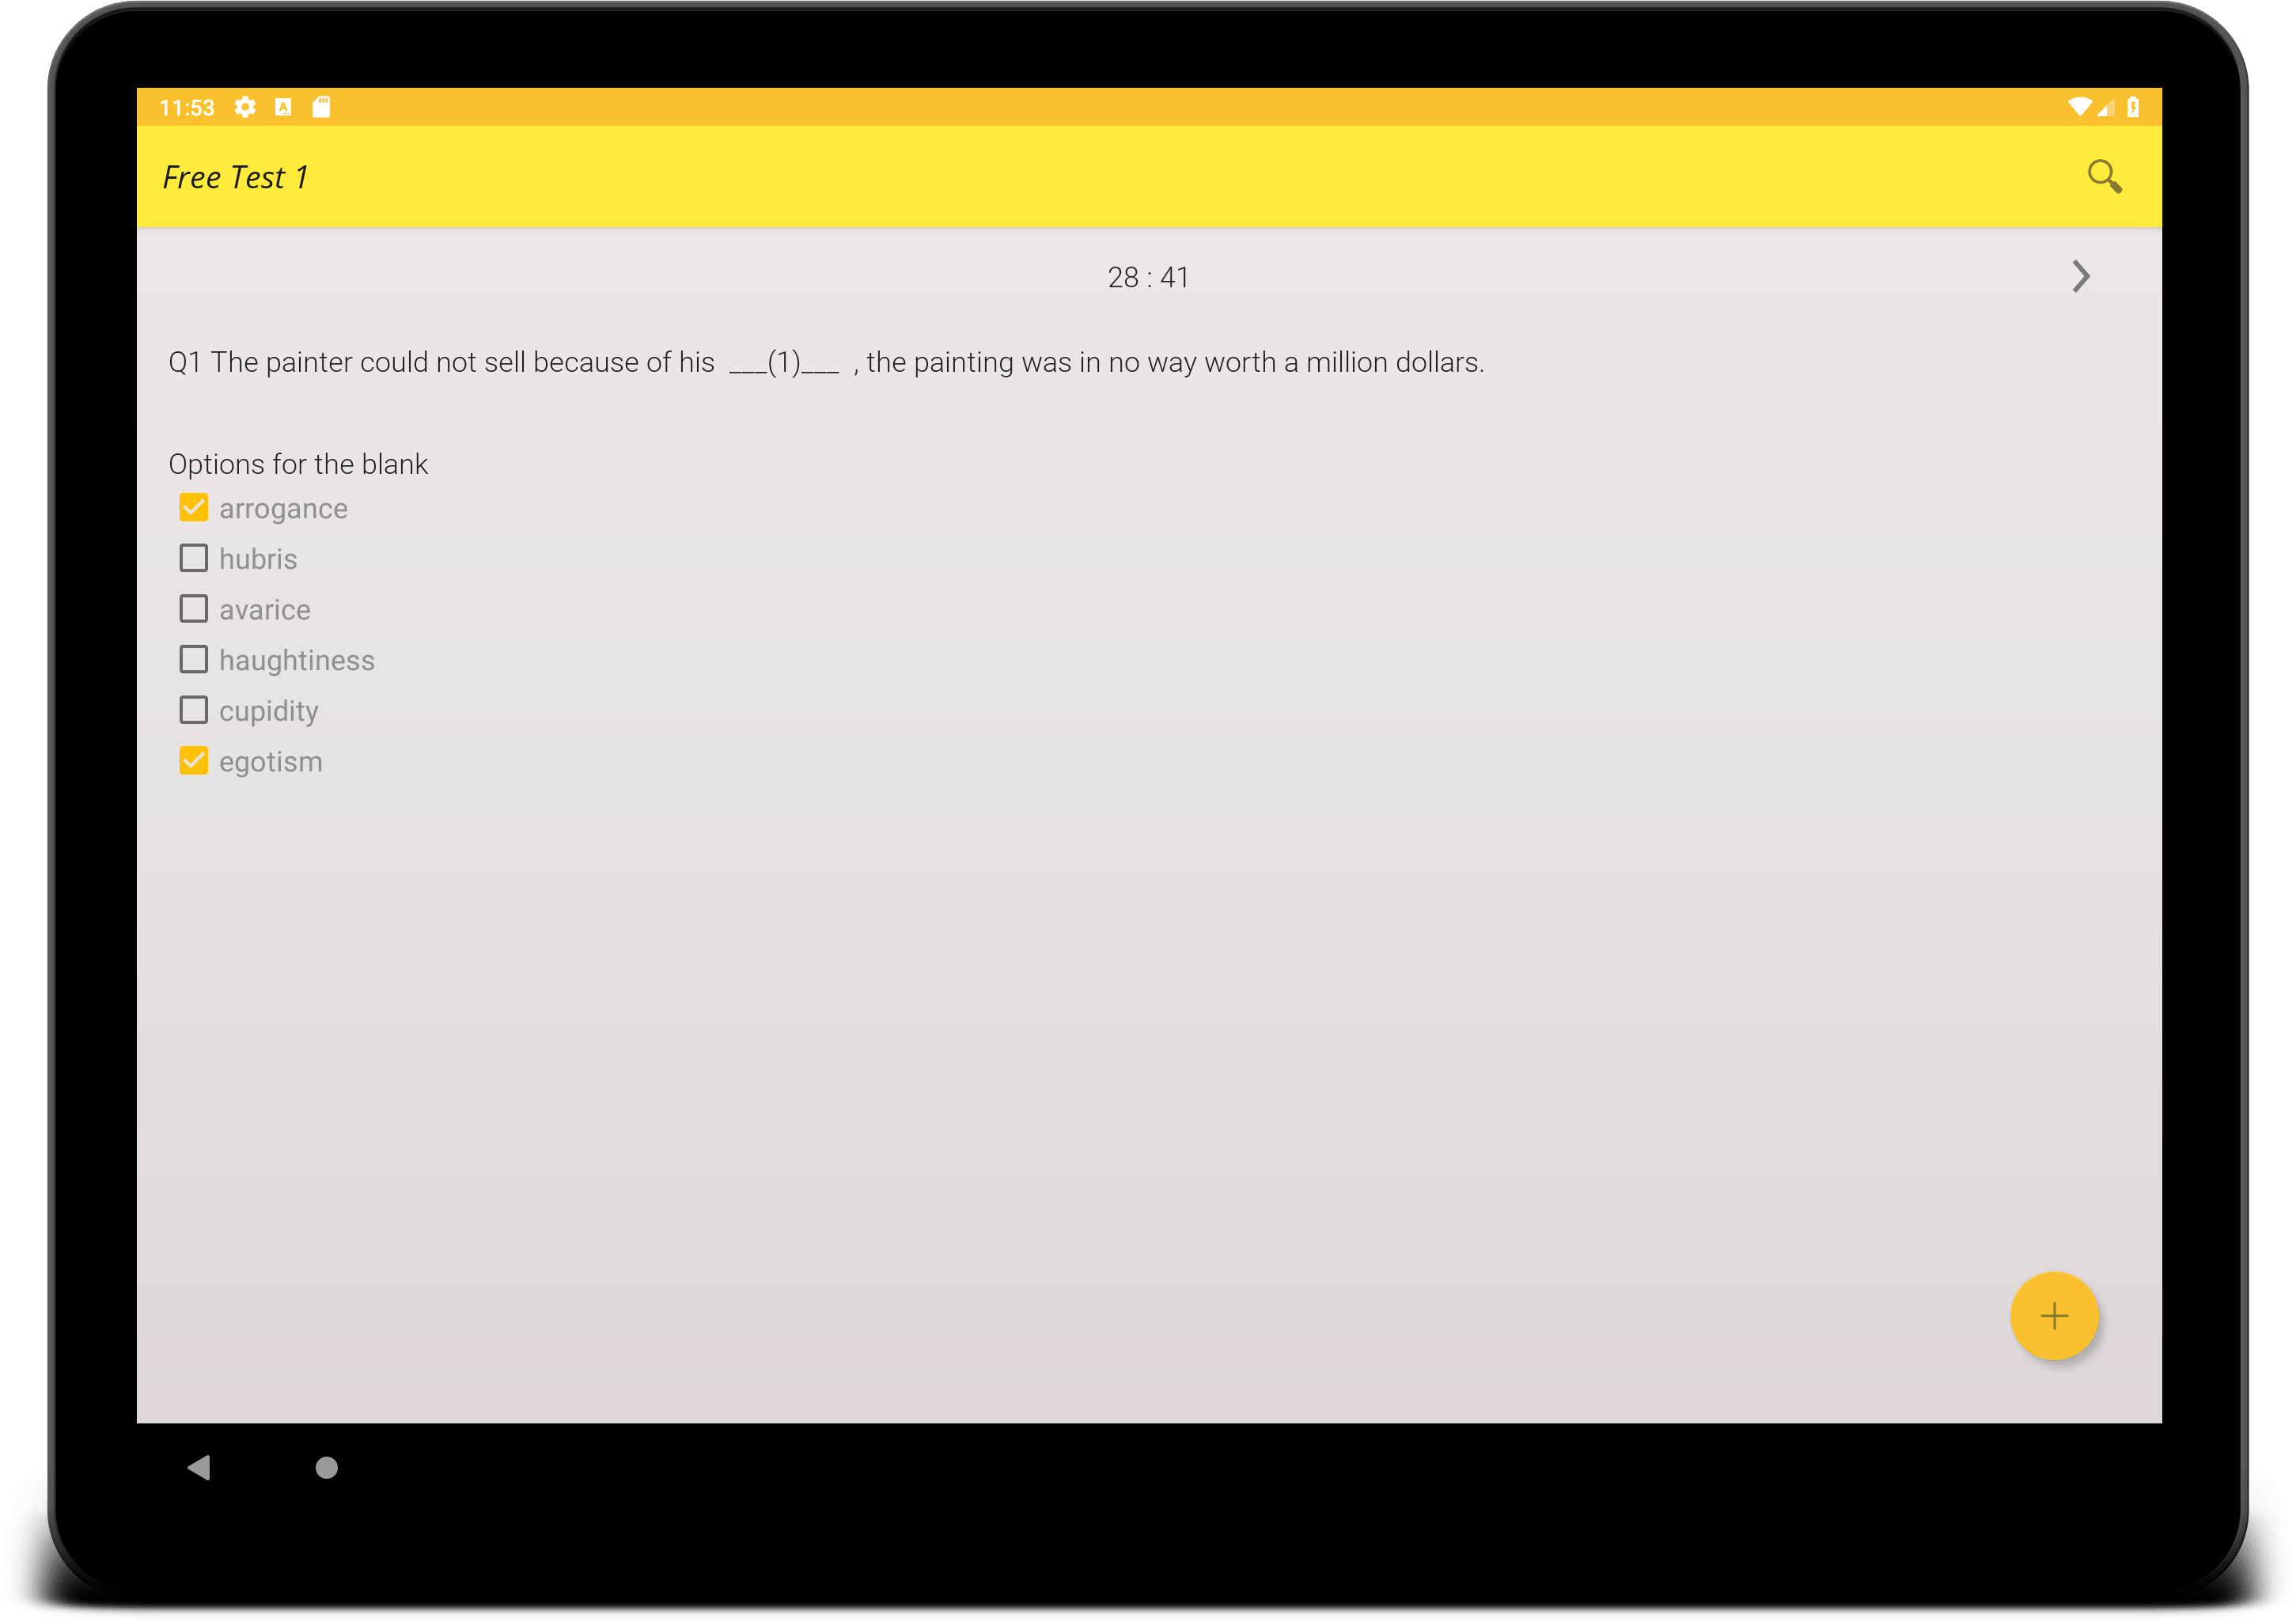 11:53
Free Test 1
28 : 41
Q1 The painter could not sell because of his ___(1)___ , the painting was in no way worth a million dollars.
Options for the blank
arrogance
hubris
avarice
haughtiness
cupidity
egotism